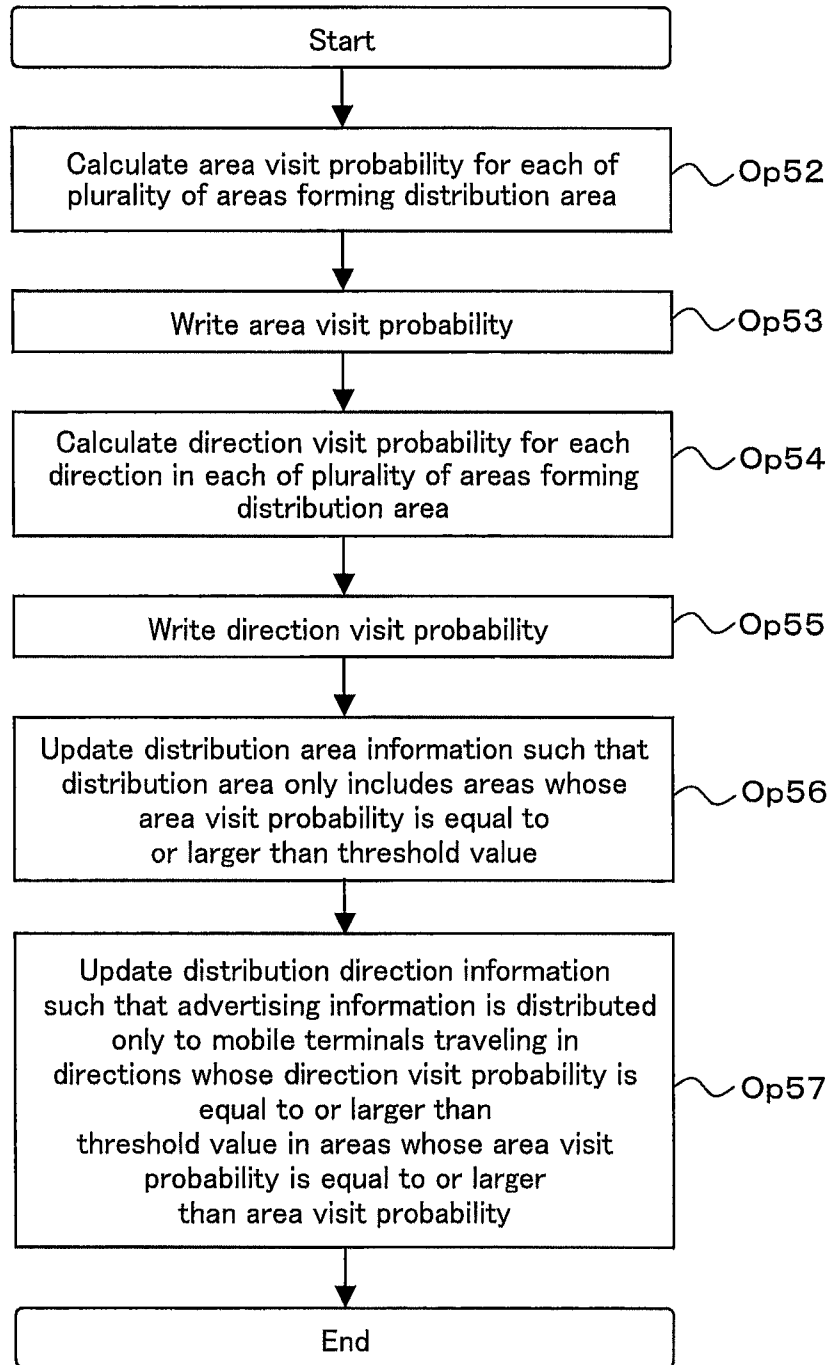 Start
Calculate area visit probability for each of
plurality of areas forming distribution area
Op52
Write area visit probability
Op53
Calculate direction visit probability for each
direction in each of plurality of areas forming
distribution area
Op54
Write direction visit probability
Op55
Update distribution area information such that
distribution area only includes areas whose
area visit probability is equal to
or larger than threshold value
Op56
Update distribution direction information
such that advertising information is distributed
only to mobile terminals traveling in
directions whose direction visit probability is
equal to or larger than
threshold value in areas whose area visit
probability is equal to or larger
than area visit probability
Op57
End